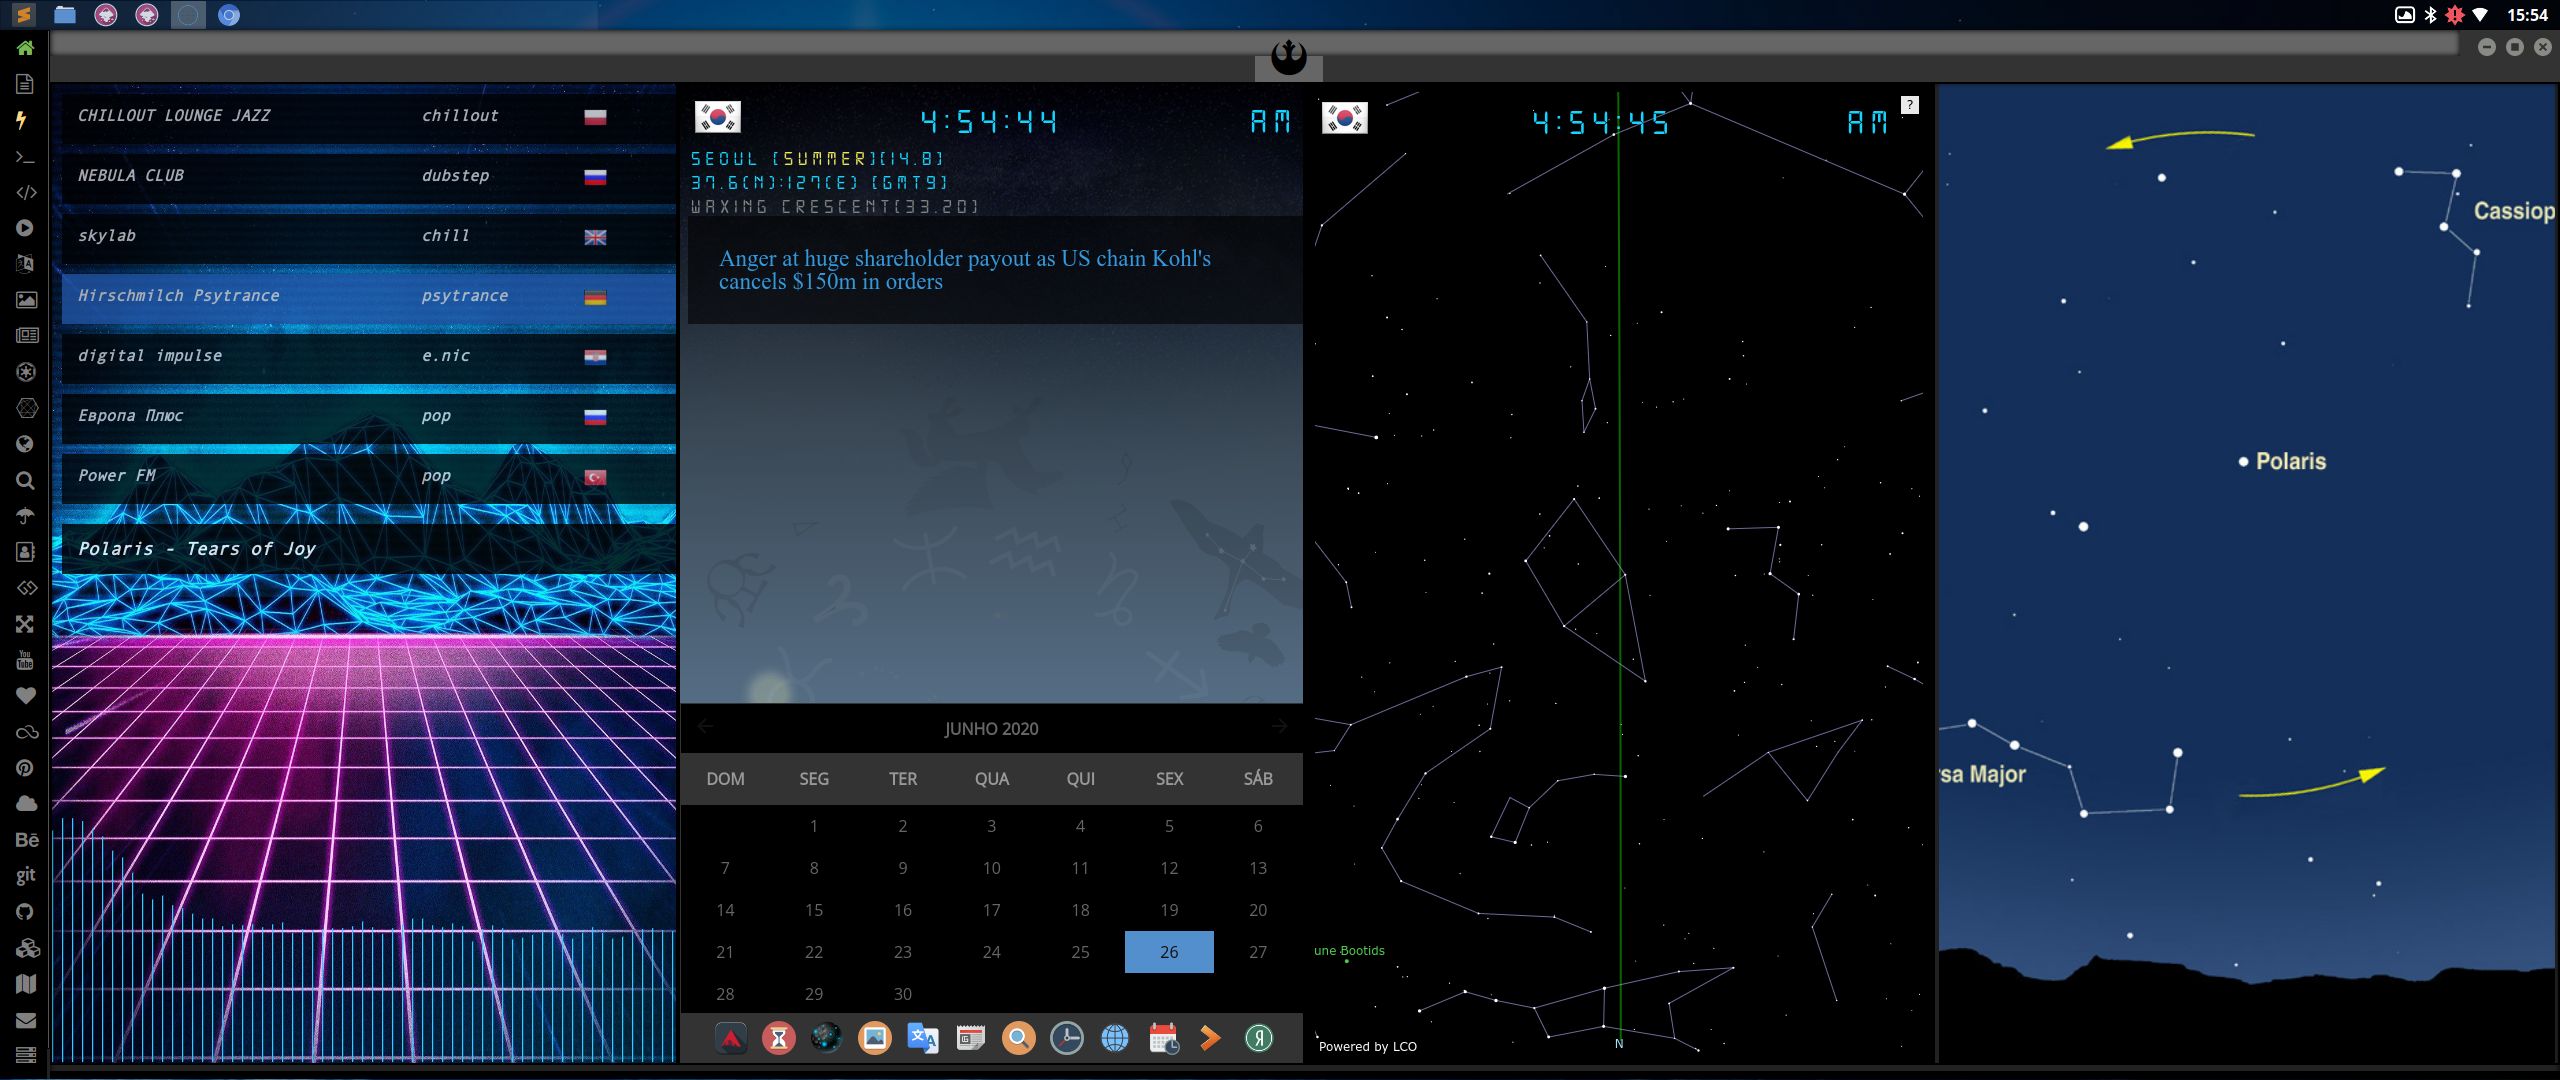 15:54
CHILLOUT LOUNGE JAZZ chillout
NEBULA CLUB dubstep
skylab chill
Hirschmilch Psytrance psytrance
digital impulse e.nic
Европа Плюс pop
Power FM pop
Polaris - Tears of Joy
You
Tube
Bē
git
4:54:44 AM
SEOUL [SUMMER][14.8]
37.6(N):127(E) [GMT9]
WAXING CRESCENT[33.20]
Anger at huge shareholder payout as US chain Kohl's
cancels $150m in orders
JUNHO 2020
DOM SEG TER QUA QUI SEX SÁB
1 2 3 4 5 6
7 8 9 10 11 12 13
14 15 16 17 18 19 20
21 22 23 24 25 26 27
28 29 30
4:54:45 AM
?
une Bootids
Powered by LCO
N
Cassiop
Polaris
rsa Major